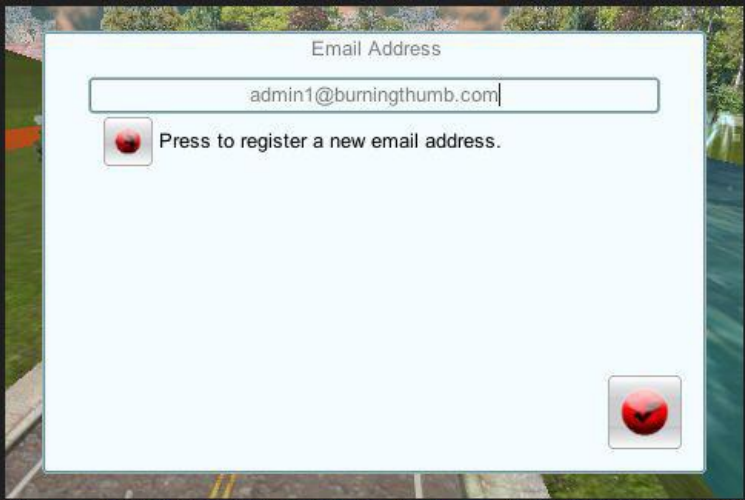 Email Address
admin1@burningthumb.com
Press to register a new email address.